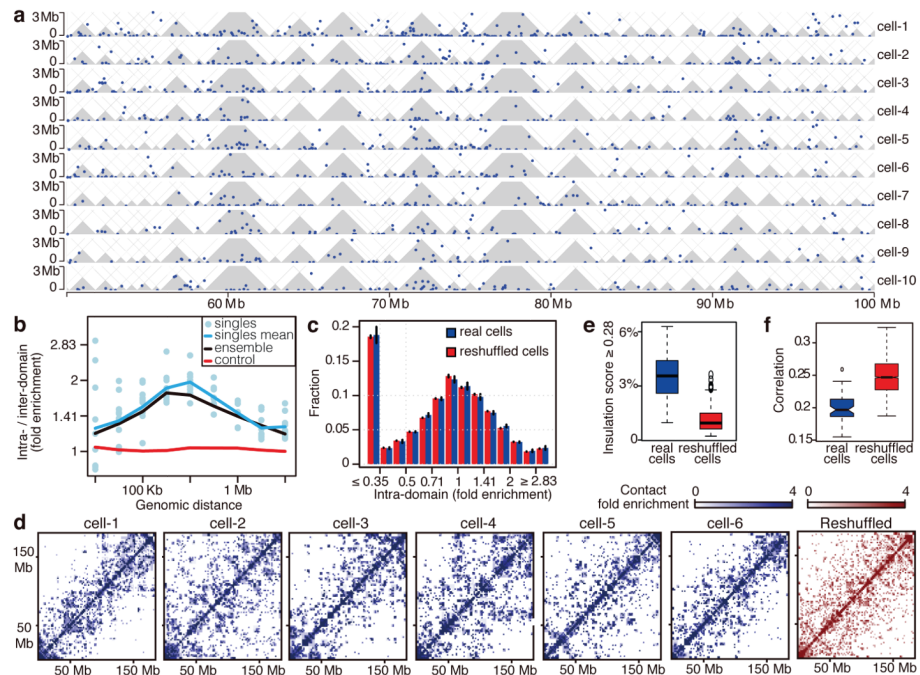 a
3Mb
0
cell-1
3Mb
0
cell-2
3Mb
0
cell-3
3Mb
0
cell-4
3Mb
0
cell-5
3Mb
0
cell-6
3Mb
0
cell-7
3Mb
0
cell-8
3Mb
0
cell-9
3Mb
0
cell-10
60 Mb 70 Mb 80 Mb 90 Mb 100 Mb
b
Intra- / inter-domain
(fold enrichment)
2.83
2
1.41
1
singles
singles mean
ensemble
control
100 Kb 1 Mb
Genomic distance
c
Fraction
0.2
0.15
0.1
0.05
0
real cells
reshuffled cells
≤ 0.35 0.5 0.71 1 1.41 2 ≥ 2.83
Intra-domain (fold enrichment)
e
Insulation score ≥ 0.28
6%
3%
0
real
cells
reshuffled
cells
f
Correlation
0.3
0.2
0.15
real
cells
reshuffled
cells
Contact
fold enrichment
0 4
0 4
d
cell-1 cell-2 cell-3 cell-4 cell-5 cell-6 Reshuffled
150
Mb
50
Mb
50 Mb 150 Mb 50 Mb 150 Mb 50 Mb 150 Mb 50 Mb 150 Mb 50 Mb 150 Mb 50 Mb 150 Mb 50 Mb 150 Mb